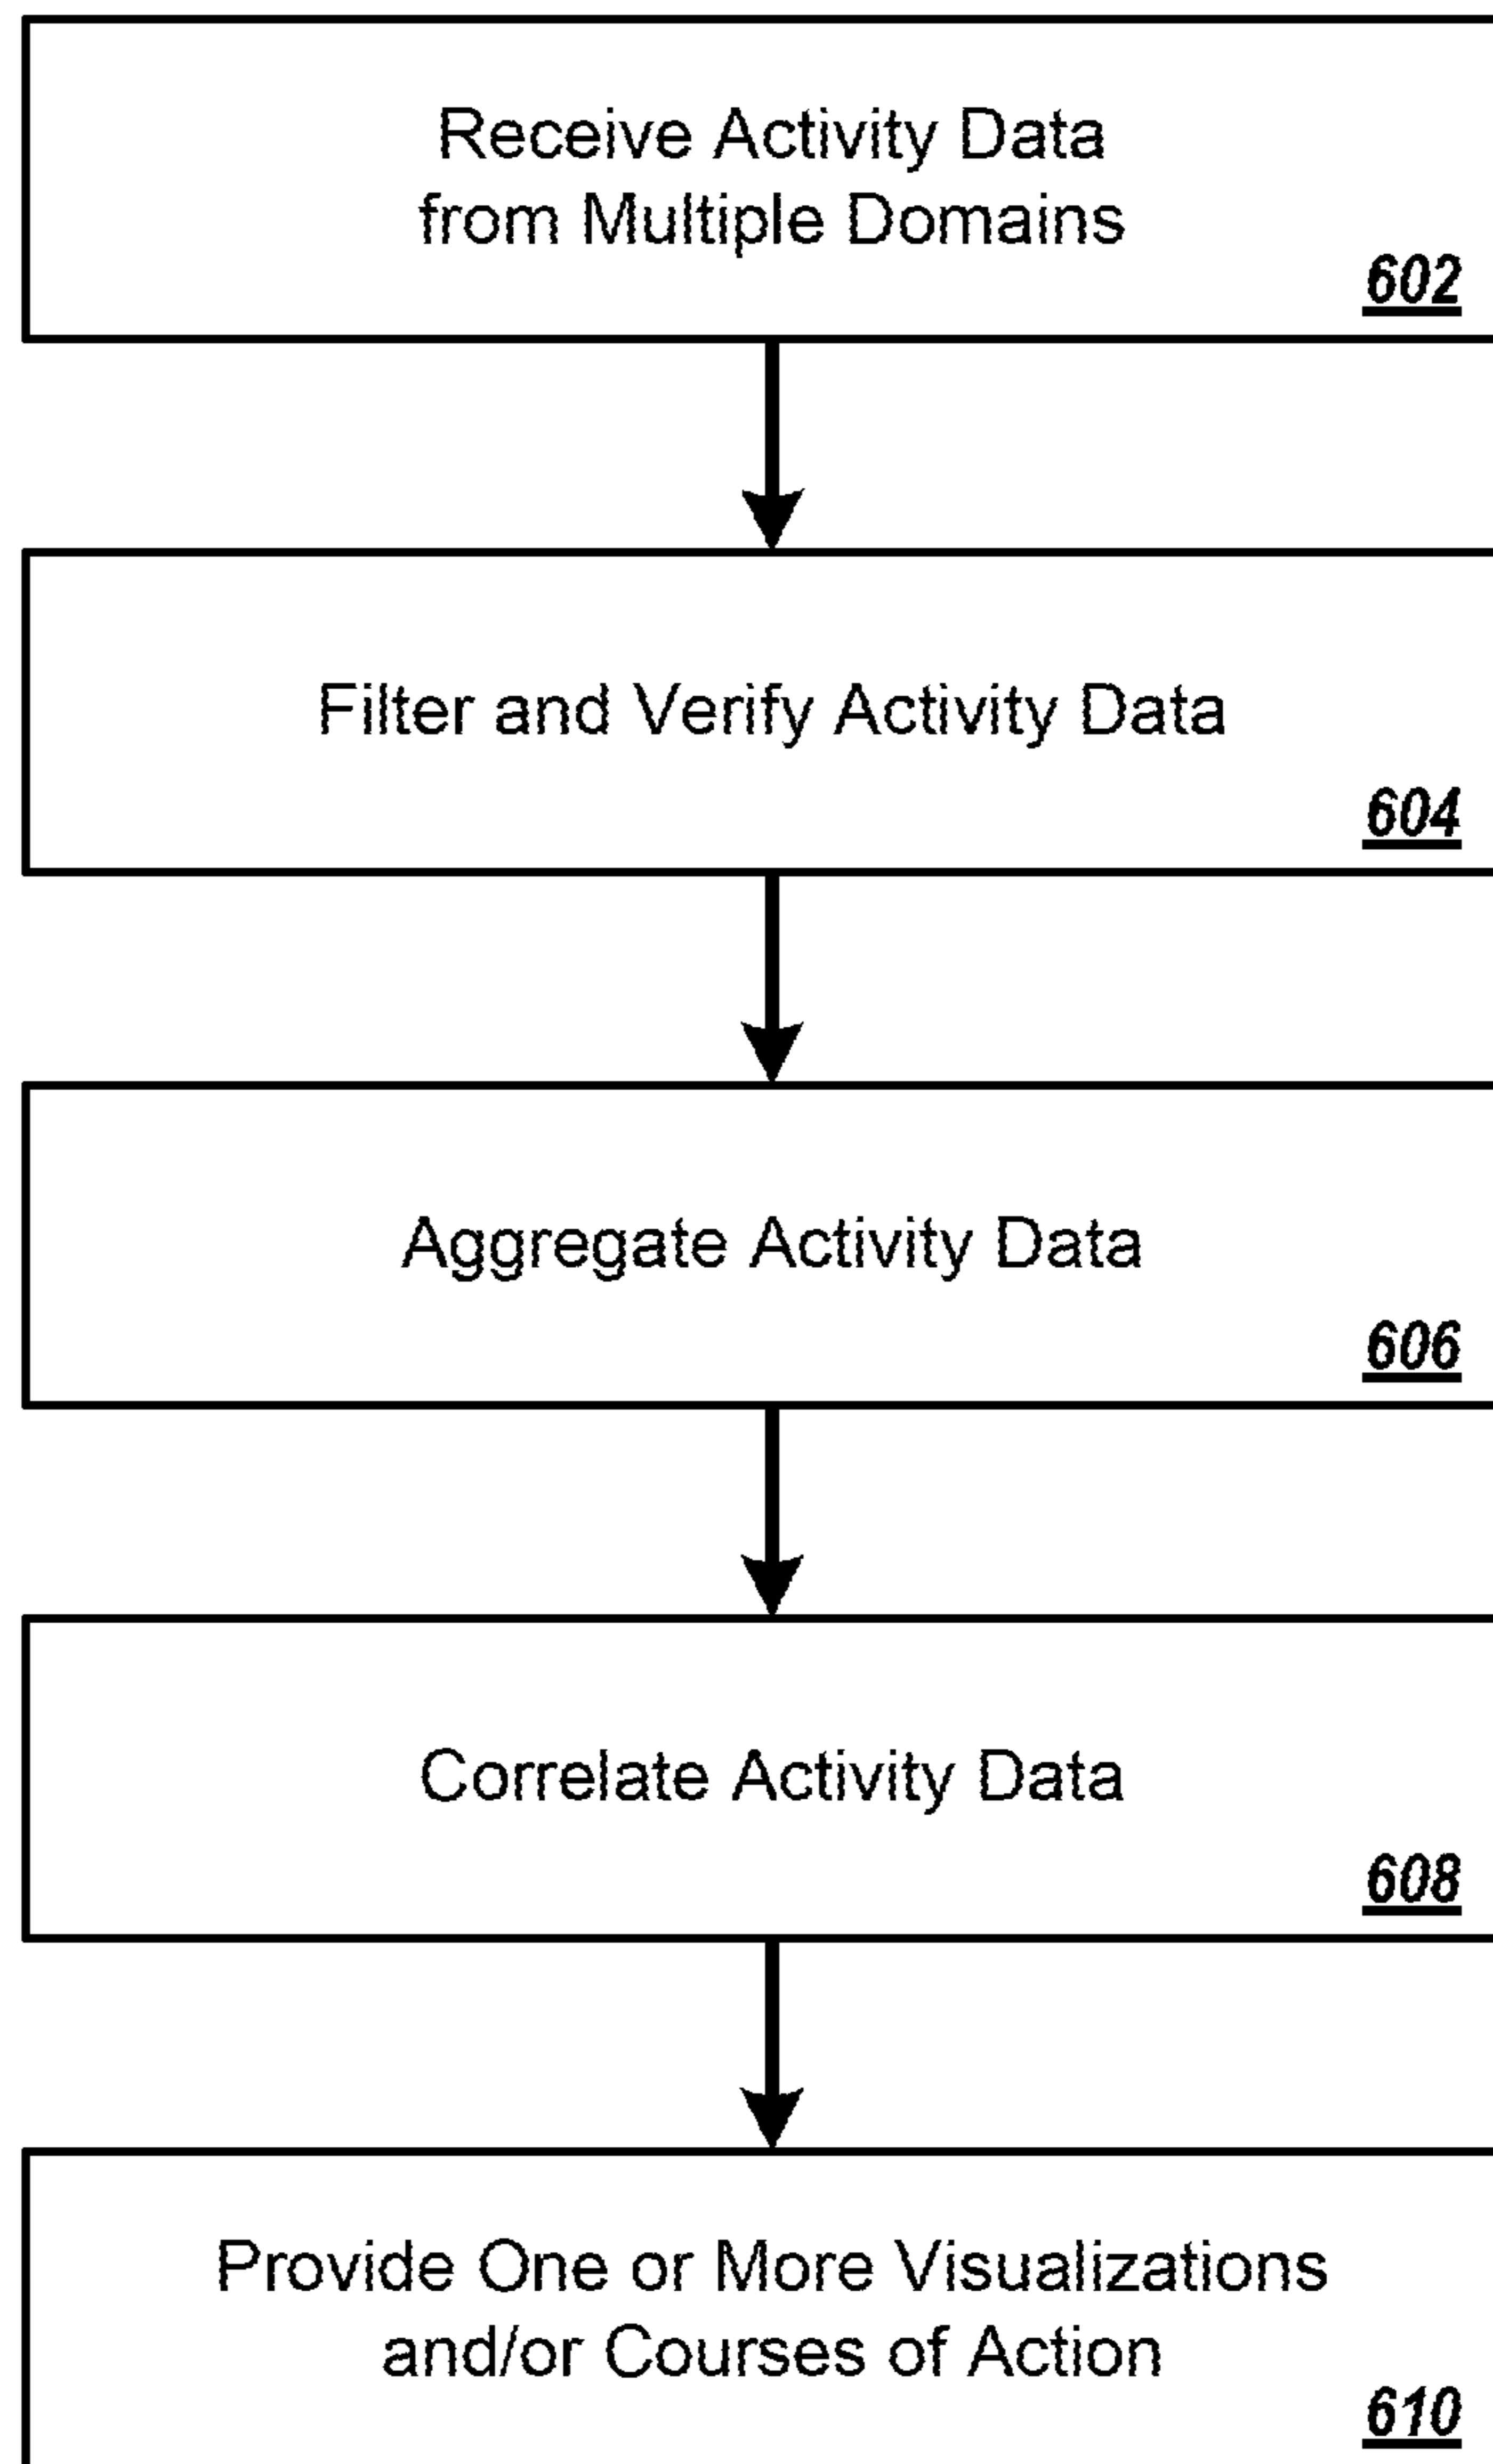 Receive Activity Data
from Multiple Domains
602
Filter and Verify Activity Data
604
Aggregate Activity Data
606
Correlate Activity Data
608
Provide One or More Visualizations
and/or Courses of Action
610